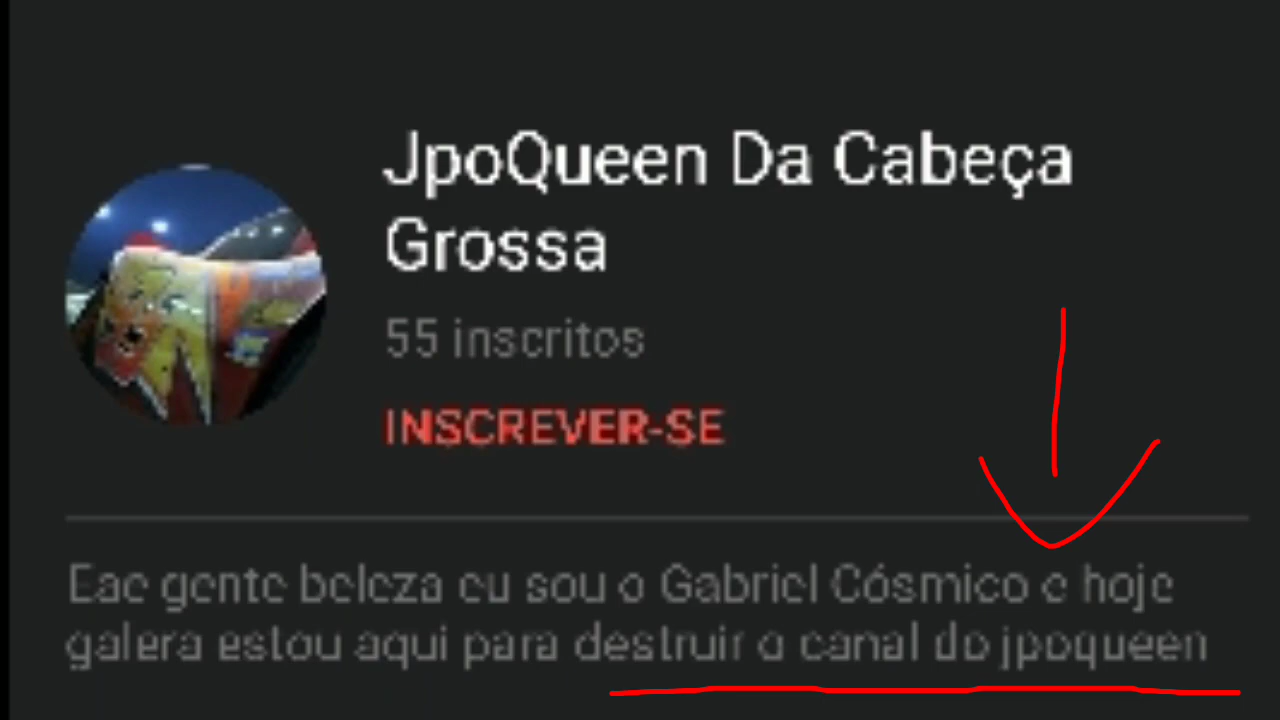 JpoQueen Da Cabeça
Grossa
55 inscritos
INSCREVER-SE
Eae gente beleza eu sou o Gabriel Cósmico e hoje
galera estou aqui para destruir o canal do jpoqueen